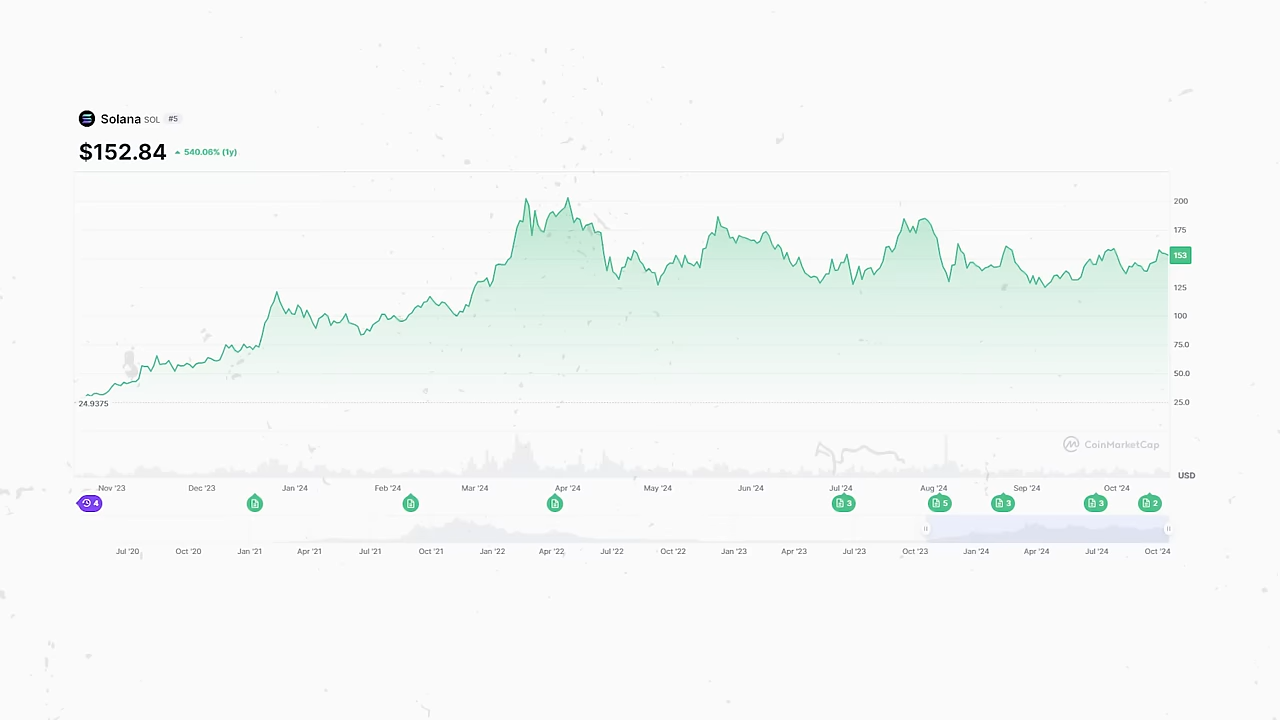 Solana SOL #5
$152.84 540.06% (1y)
200
175
153
125
100
75.0
50.0
25.0
24.9375
CoinMarketCap
USD
Nov '23 Dec '23 Jan '24 Feb '24 Mar '24 Apr '24 May '24 Jun '24 Jul '24 Aug '24 Sep '24 Oct '24
4 3 5 3 3 2
Jul '20 Oct '20 Jan '21 Apr '21 Jul '21 Oct '21 Jan '22 Apr '22 Jul '22 Oct '22 Jan '23 Apr '23 Jul '23 Oct '23 Jan '24 Apr '24 Jul '24 Oct '24